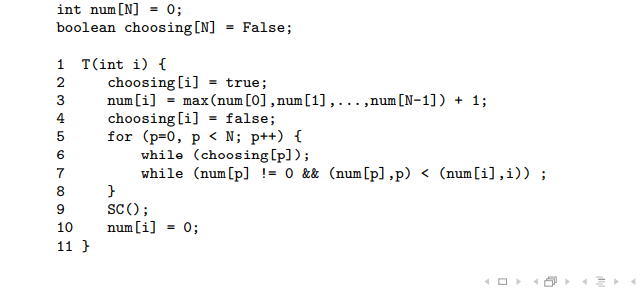 int num[N] = 0;
boolean choosing[N] = False;
1 T(int i) {
2 choosing[i] = true;
3 num[i] = max(num[0],num[1],...,num[N-1]) + 1;
4 choosing[i] = false;
5 for (p=0, p < N; p++) {
6 while (choosing[p]);
7 while (num[p] != 0 && (num[p],p) < (num[i],i)) ;
8 }
9 SC();
10 num[i] = 0;
11 }